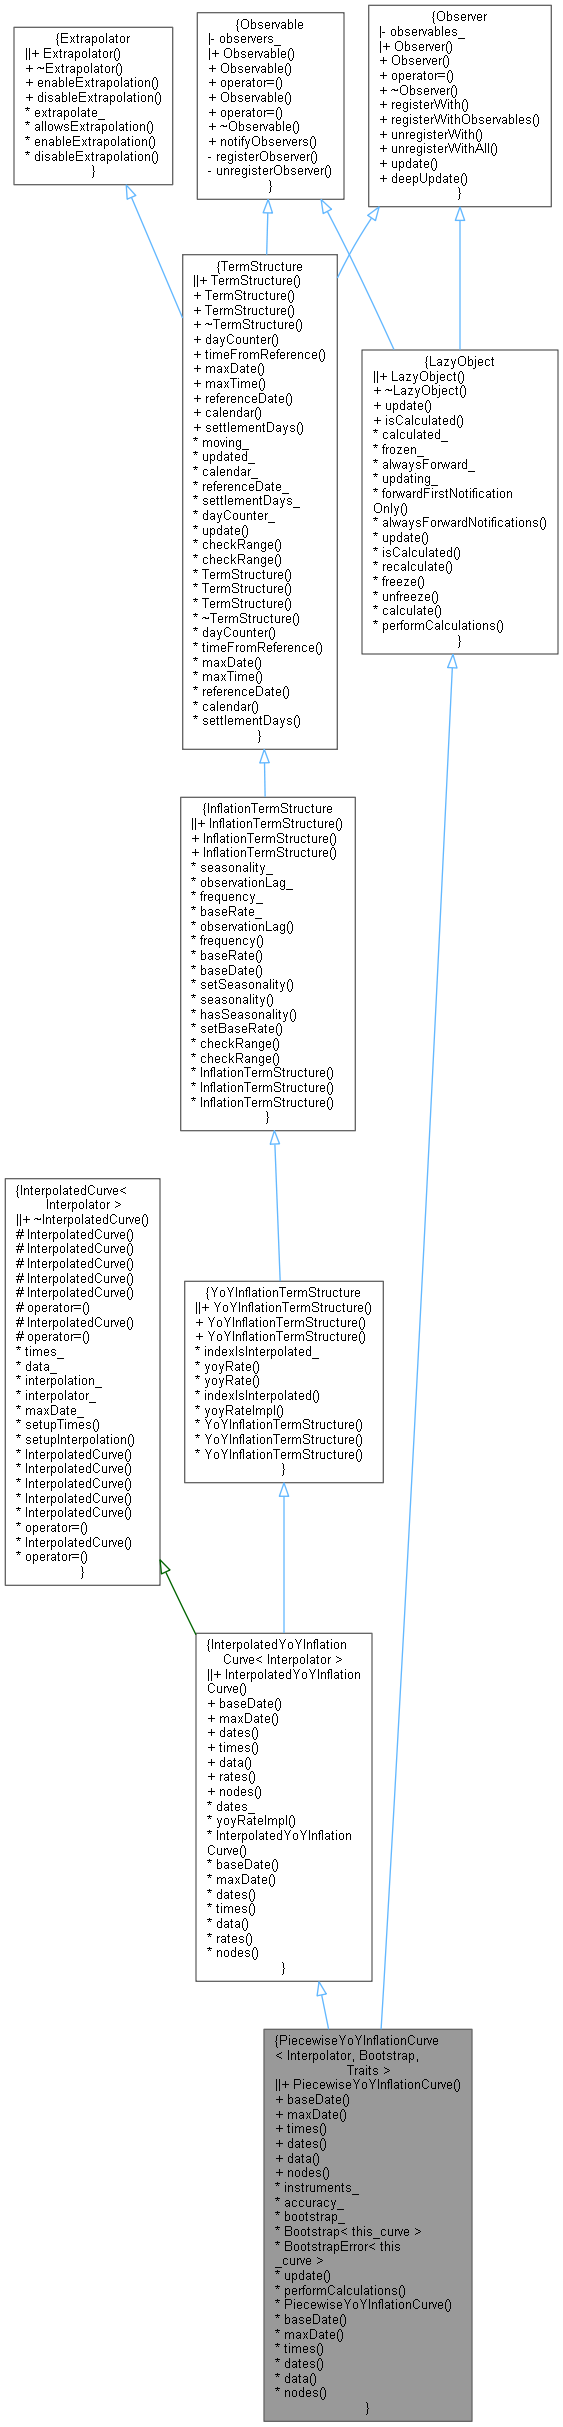 {Extrapolator
||+ Extrapolator()
+ ~Extrapolator()
+ enableExtrapolation()
+ disableExtrapolation()
* extrapolate_
* allowsExtrapolation()
* enableExtrapolation()
* disableExtrapolation()
}
{Observable
|- observers_
|+ Observable()
+ Observable()
+ operator=()
+ Observable()
+ operator=()
+ ~Observable()
+ notifyObservers()
- registerObserver()
- unregisterObserver()
}
{Observer
|- observables_
|+ Observer()
+ Observer()
+ operator=()
+ ~Observer()
+ registerWith()
+ registerWithObservables()
+ unregisterWith()
+ unregisterWithAll()
+ update()
+ deepUpdate()
}
{TermStructure
||+ TermStructure()
+ TermStructure()
+ TermStructure()
+ ~TermStructure()
+ dayCounter()
+ timeFromReference()
+ maxDate()
+ maxTime()
+ referenceDate()
+ calendar()
+ settlementDays()
* moving_
* updated_
* calendar_
* referenceDate_
* settlementDays_
* dayCounter_
* update()
* checkRange()
* checkRange()
* TermStructure()
* TermStructure()
* TermStructure()
* ~TermStructure()
* dayCounter()
* timeFromReference()
* maxDate()
* maxTime()
* referenceDate()
* calendar()
* settlementDays()
}
{LazyObject
||+ LazyObject()
+ ~LazyObject()
+ update()
+ isCalculated()
* calculated_
* frozen_
* alwaysForward_
* updating_
* forwardFirstNotification
Only()
* alwaysForwardNotifications()
* update()
* isCalculated()
* recalculate()
* freeze()
* unfreeze()
* calculate()
* performCalculations()
}
{InflationTermStructure
||+ InflationTermStructure()
+ InflationTermStructure()
+ InflationTermStructure()
* seasonality_
* observationLag_
* frequency_
* baseRate_
* observationLag()
* frequency()
* baseRate()
* baseDate()
* setSeasonality()
* seasonality()
* hasSeasonality()
* setBaseRate()
* checkRange()
* checkRange()
* InflationTermStructure()
* InflationTermStructure()
* InflationTermStructure()
}
{InterpolatedCurve<
Interpolator >
||+ ~InterpolatedCurve()
# InterpolatedCurve()
# InterpolatedCurve()
# InterpolatedCurve()
# InterpolatedCurve()
# InterpolatedCurve()
# operator=()
# InterpolatedCurve()
# operator=()
* times_
* data_
* interpolation_
* interpolator_
* maxDate_
* setupTimes()
* setupInterpolation()
* InterpolatedCurve()
* InterpolatedCurve()
* InterpolatedCurve()
* InterpolatedCurve()
* InterpolatedCurve()
* operator=()
* InterpolatedCurve()
* operator=()
}
{YoYInflationTermStructure
||+ YoYInflationTermStructure()
+ YoYInflationTermStructure()
+ YoYInflationTermStructure()
* indexIsInterpolated_
* yoyRate()
* yoyRate()
* indexIsInterpolated()
* yoyRateImpl()
* YoYInflationTermStructure()
* YoYInflationTermStructure()
* YoYInflationTermStructure()
}
{InterpolatedYoYInflation
Curve< Interpolator >
||+ InterpolatedYoYInflation
Curve()
+ baseDate()
+ maxDate()
+ dates()
+ times()
+ data()
+ rates()
+ nodes()
* dates_
* yoyRateImpl()
* InterpolatedYoYInflation
Curve()
* baseDate()
* maxDate()
* dates()
* times()
* data()
* rates()
* nodes()
}
{PiecewiseYoYInflationCurve
< Interpolator, Bootstrap,
Traits >
||+ PiecewiseYoYInflationCurve()
+ baseDate()
+ maxDate()
+ times()
+ dates()
+ data()
+ nodes()
* instruments_
* accuracy_
* bootstrap_
* Bootstrap< this_curve >
* BootstrapError< this
_curve >
* update()
* performCalculations()
* PiecewiseYoYInflationCurve()
* baseDate()
* maxDate()
* times()
* dates()
* data()
* nodes()
}